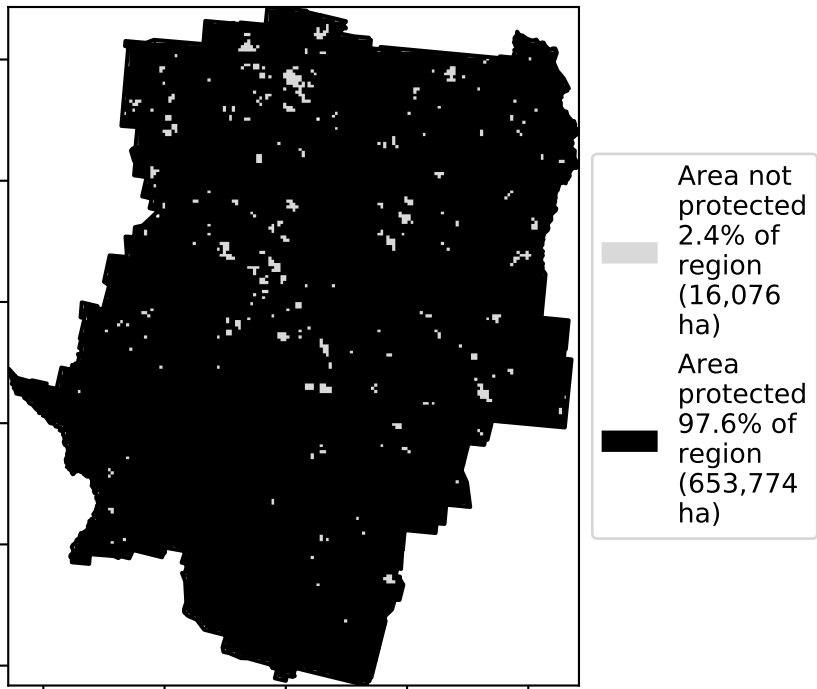 Area not
protected
2.4% of
region
(16,076
ha)
Area
protected
97.6% of
region
(653,774
ha)